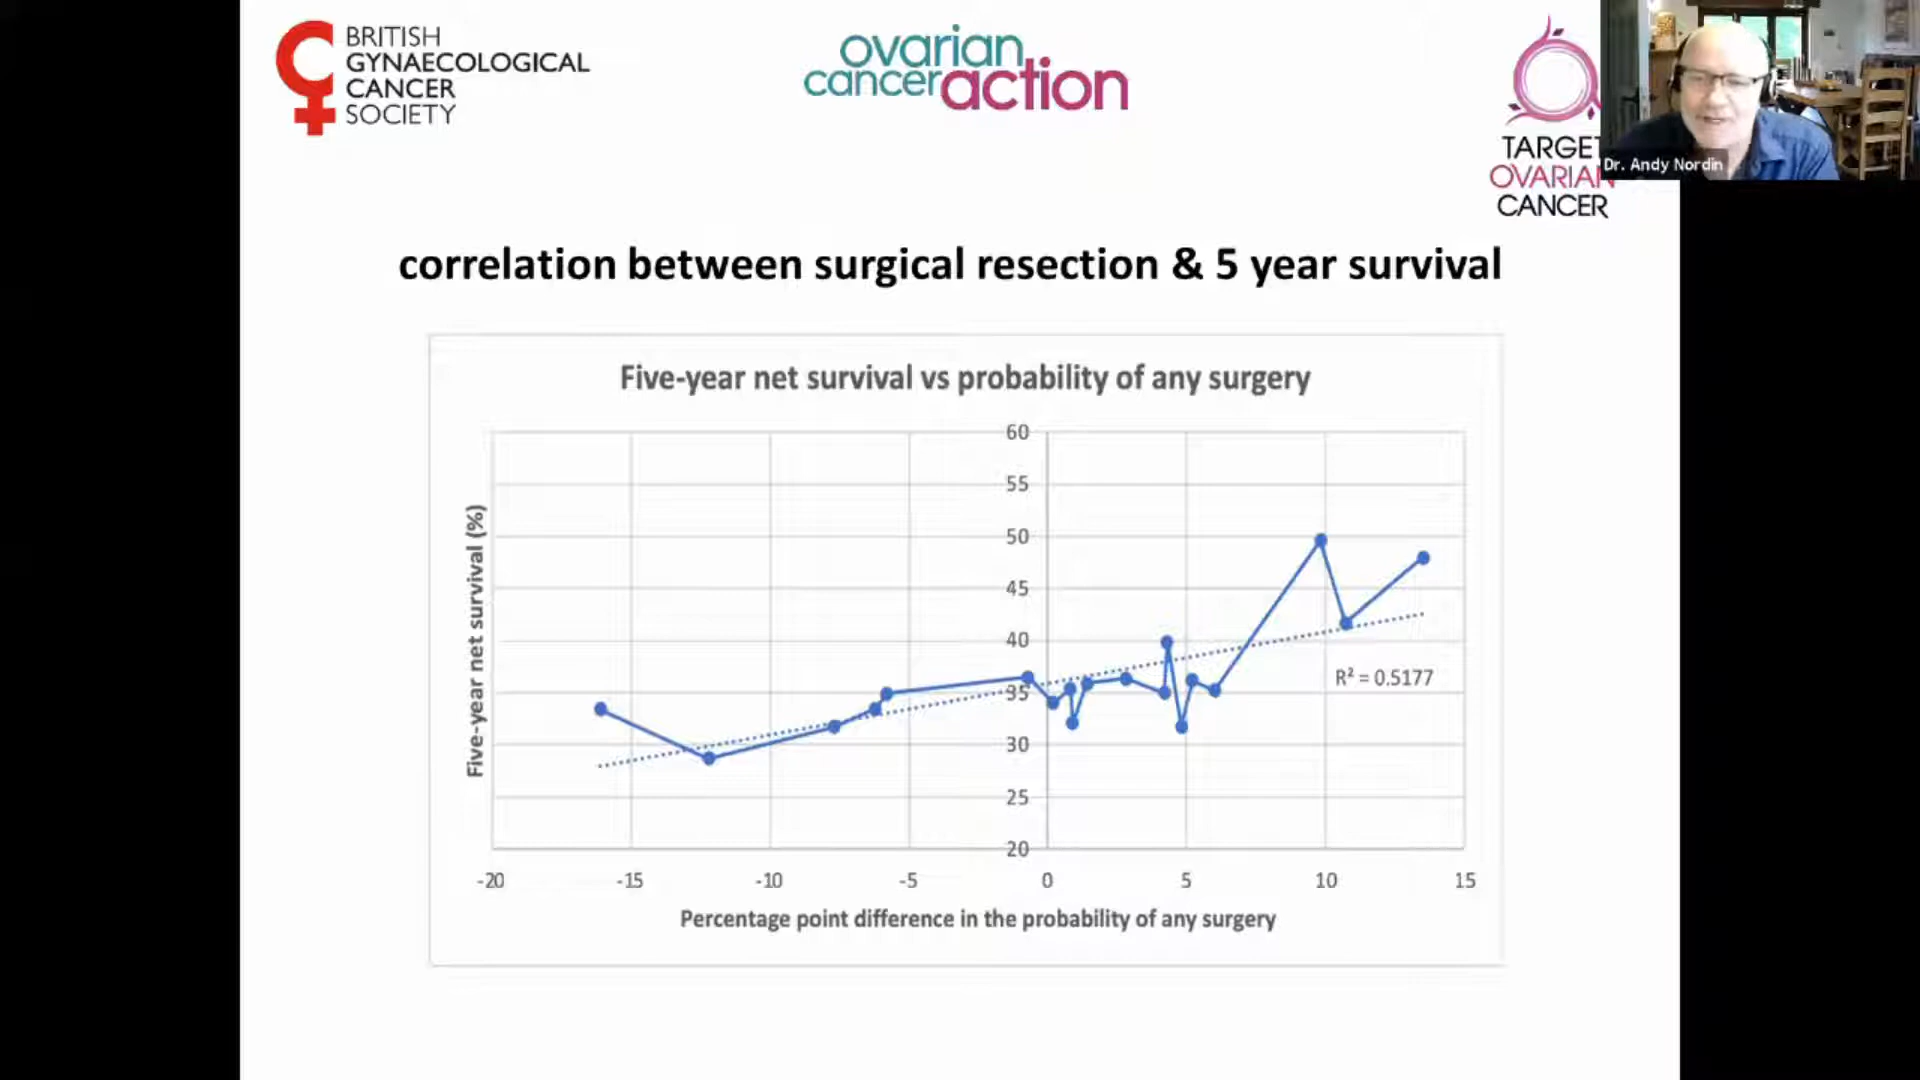 BRITISH
GYNAECOLOGICAL
CANCER
SOCIETY
ovarian
canceraction
TARGET
OVARIAN
CANCER
Dr. Andy Nordin
correlation between surgical resection & 5 year survival
Five-year net survival vs probability of any surgery
Five-year net survival (%)
60
55
50
45
40
35
30
25
20
R² = 0.5177
-20 -15 -10 -5 0 5 10 15
Percentage point difference in the probability of any surgery